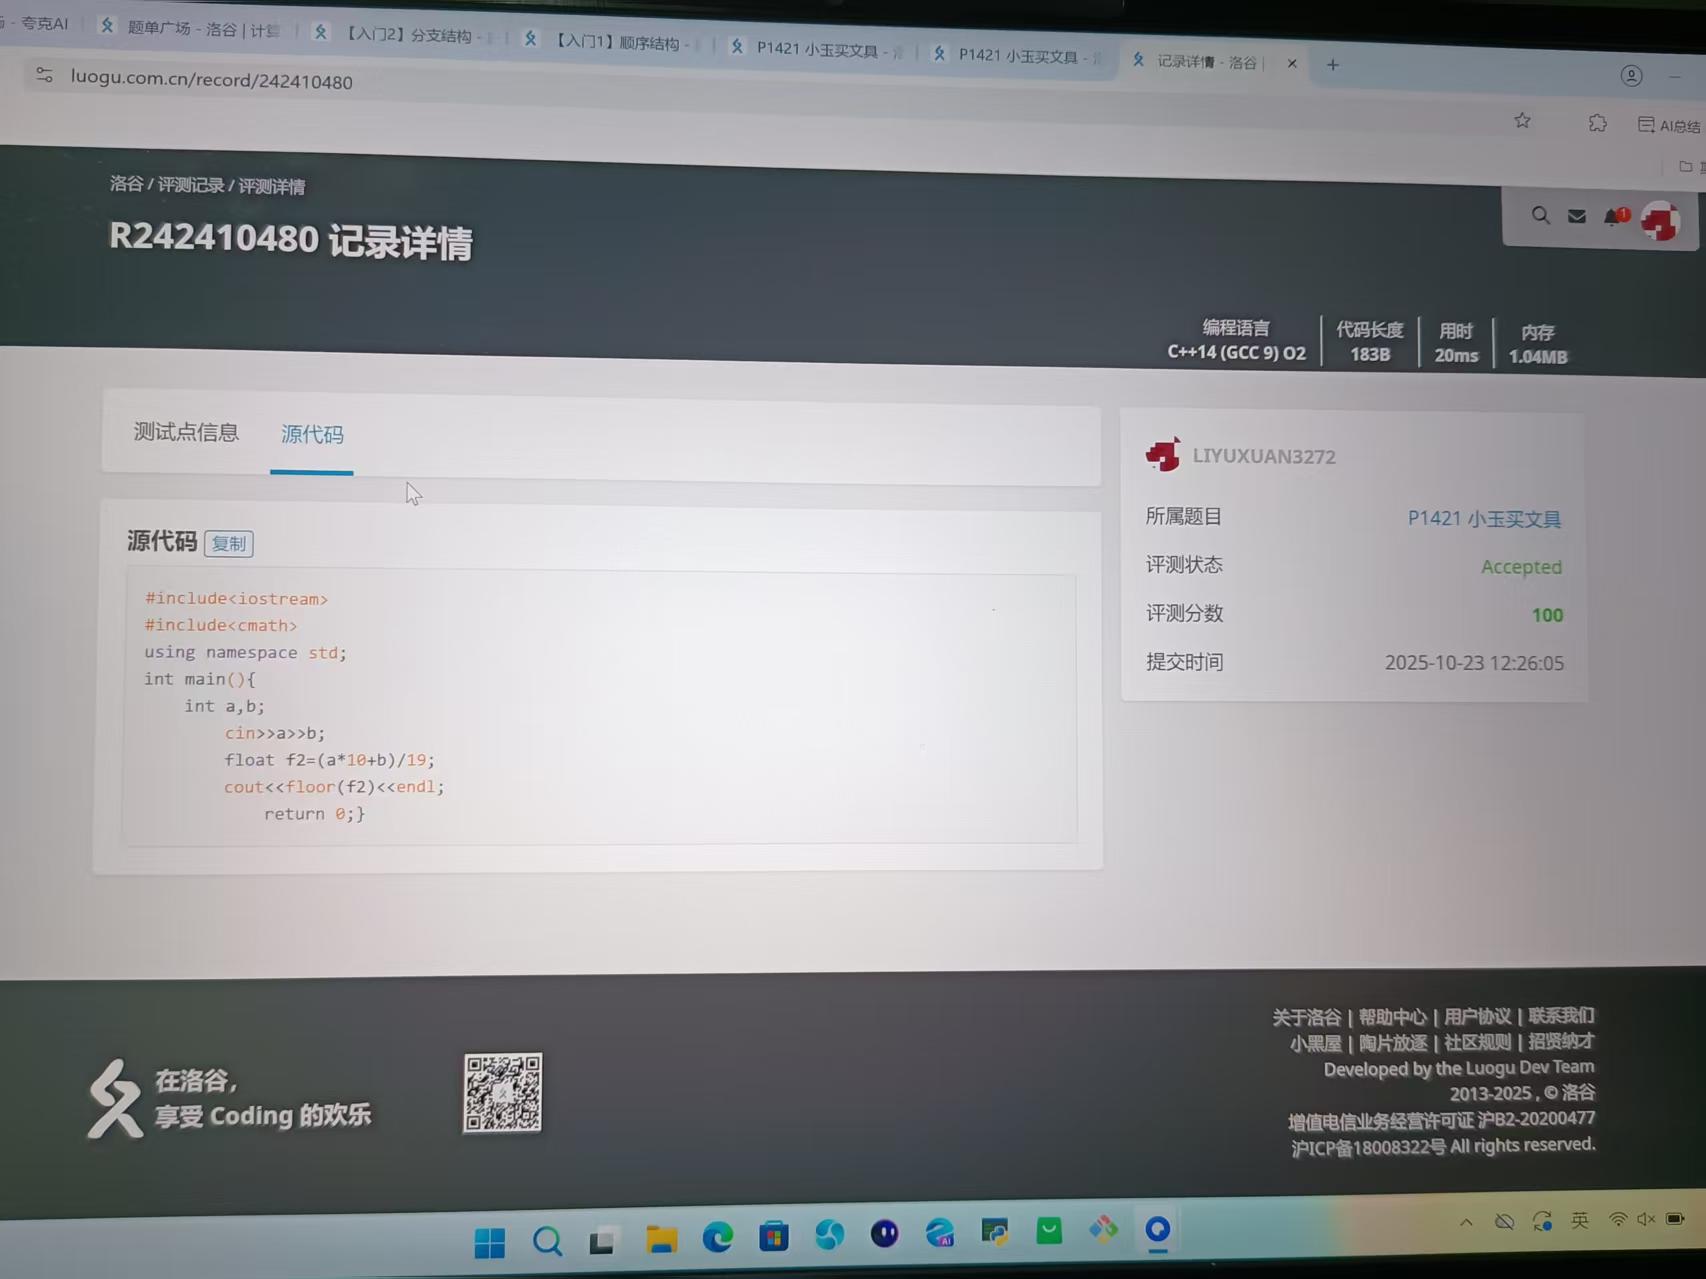 - 夸克AI
题单广场 - 洛谷 | 计算
【入门2】分支结构 -
【入门1】顺序结构 -
P1421 小玉买文具 -
P1421 小玉买文具 -
记录详情 - 洛谷 |
luogu.com.cn/record/242410480
AI总结
洛谷 / 评测记录 / 评测详情
R242410480 记录详情
1
编程语言
C++14 (GCC 9) O2
代码长度
183B
用时
20ms
内存
1.04MB
测试点信息
源代码
源代码 复制
#include<iostream>
#include<cmath>
using namespace std;
int main(){
    int a,b;
        cin>>a>>b;
        float f2=(a*10+b)/19;
        cout<<floor(f2)<<endl;
            return 0;}
LIYUXUAN3272
所属题目 P1421 小玉买文具
评测状态 Accepted
评测分数 100
提交时间 2025-10-23 12:26:05
在洛谷，
享受 Coding 的欢乐
关于洛谷 | 帮助中心 | 用户协议 | 联系我们
小黑屋 | 陶片放逐 | 社区规则 | 招贤纳才
Developed by the Luogu Dev Team
2013-2025 , © 洛谷
增值电信业务经营许可证 沪B2-20200477
沪ICP备18008322号 All rights reserved.
AI
英